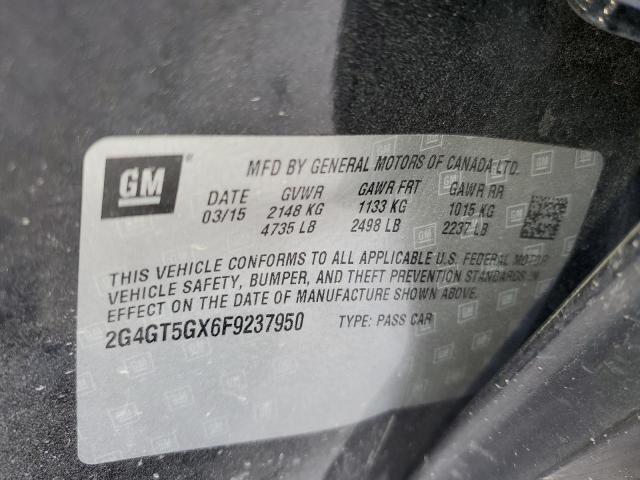 GM ®
MFD BY GENERAL MOTORS OF CANADA LTD.
DATE GVWR GAWR FRT GAWR RR
03/15 2148 KG 1133 KG 1015 KG
4735 LB 2498 LB 2237 LB
THIS VEHICLE CONFORMS TO ALL APPLICABLE U.S. FEDERAL MOTOR
VEHICLE SAFETY, BUMPER, AND THEFT PREVENTION STANDARDS IN
EFFECT ON THE DATE OF MANUFACTURE SHOWN ABOVE.
2G4GT5GX6F9237950 TYPE: PASS CAR